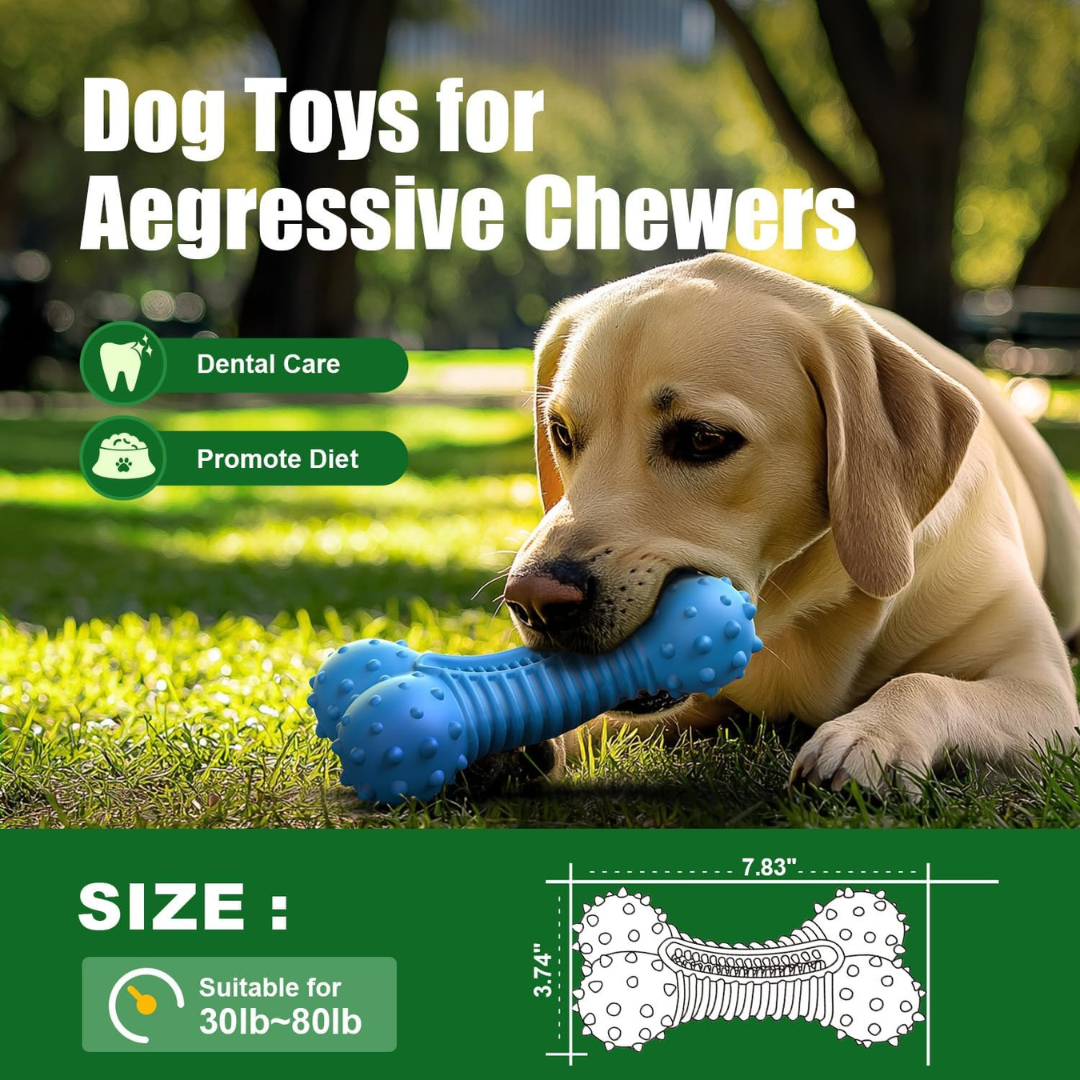 Dog Toys for
Aegressive Chewers
Dental Care
Promote Diet
SIZE :
Suitable for
30lb~80lb
7.83"
3.74"